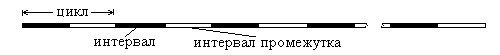 цикл
интервал
интервал промежутка